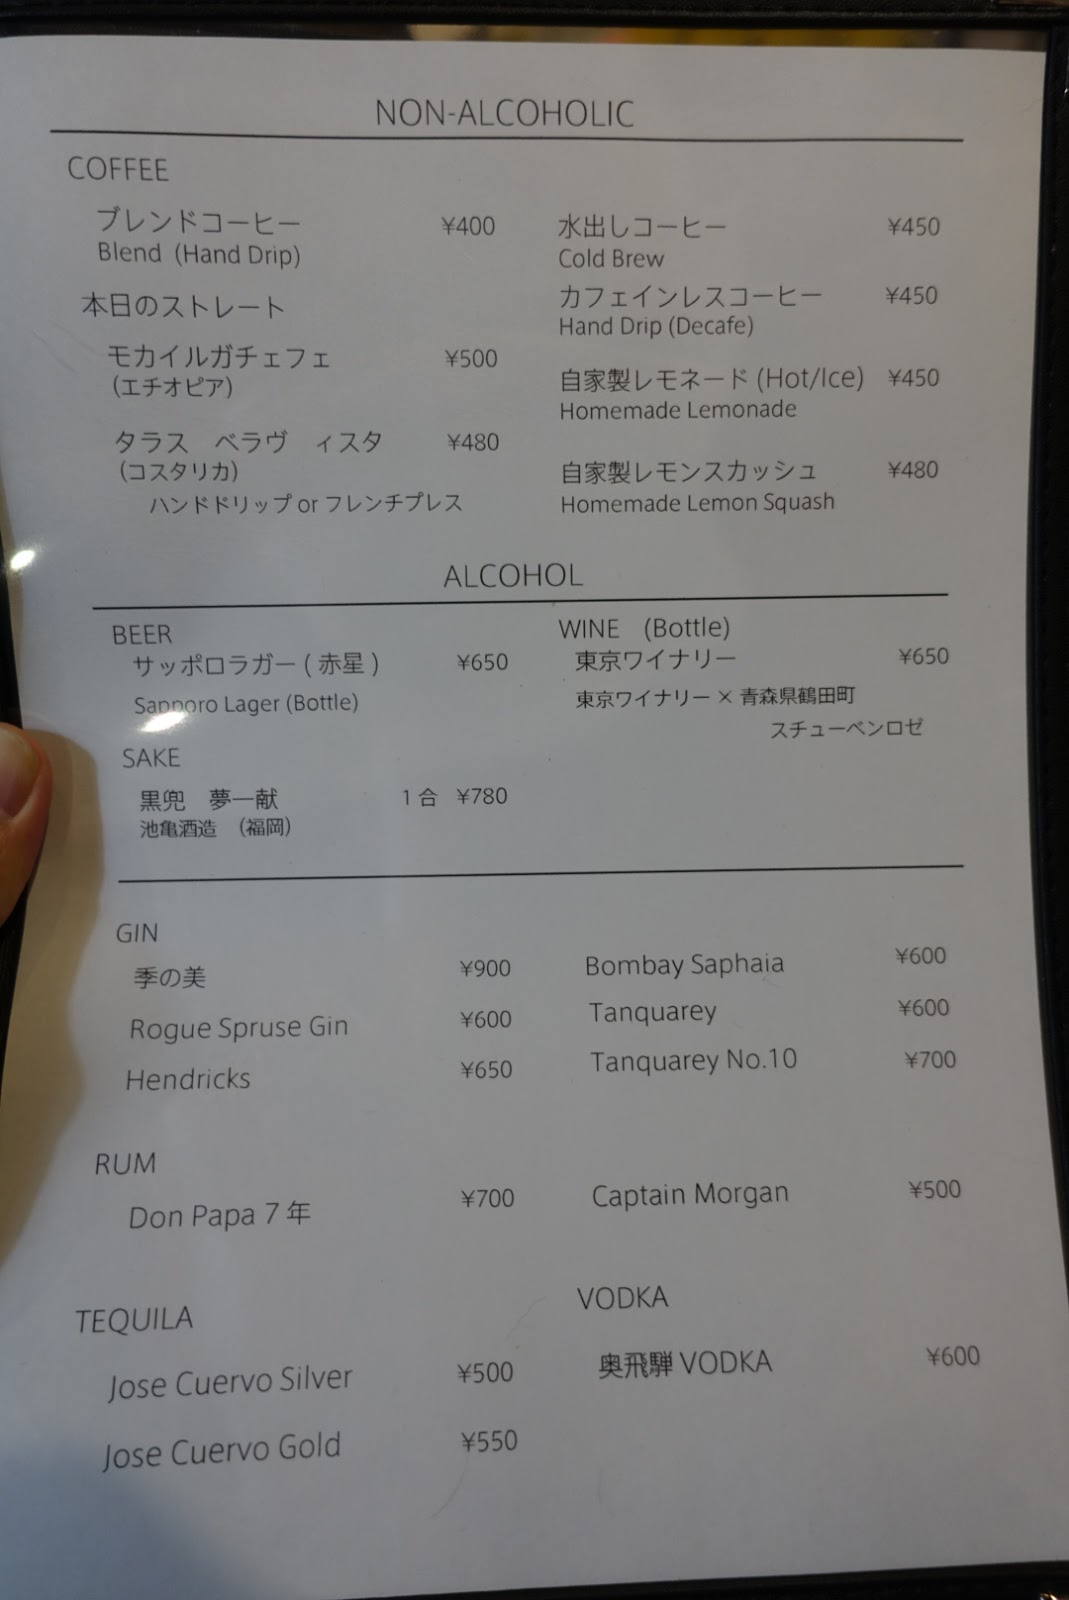 NON-ALCOHOLIC
COFFEE
ブレンドコーヒー ¥400
Blend (Hand Drip)
本日のストレート
モカイルガチェフェ ¥500
(エチオピア)
タラス ベラヴ ィスタ ¥480
(コスタリカ)
ハンドドリップ or フレンチプレス
水出しコーヒー ¥450
Cold Brew
カフェインレスコーヒー ¥450
Hand Drip (Decafe)
自家製レモネード (Hot/Ice) ¥450
Homemade Lemonade
自家製レモンスカッシュ ¥480
Homemade Lemon Squash
ALCOHOL
BEER
サッポロラガー ( 赤星 ) ¥650
Sapporo Lager (Bottle)
SAKE
黒兜 夢一献 1 合 ¥780
池亀酒造 (福岡)
WINE (Bottle)
東京ワイナリー ¥650
東京ワイナリー × 青森県鶴田町
スチューベンロゼ
GIN
季の美 ¥900
Rogue Spruse Gin ¥600
Hendricks ¥650
Bombay Saphaia ¥600
Tanquarey ¥600
Tanquarey No.10 ¥700
RUM
Don Papa 7 年 ¥700
Captain Morgan ¥500
TEQUILA
Jose Cuervo Silver ¥500
Jose Cuervo Gold ¥550
VODKA
奥飛騨 VODKA ¥600